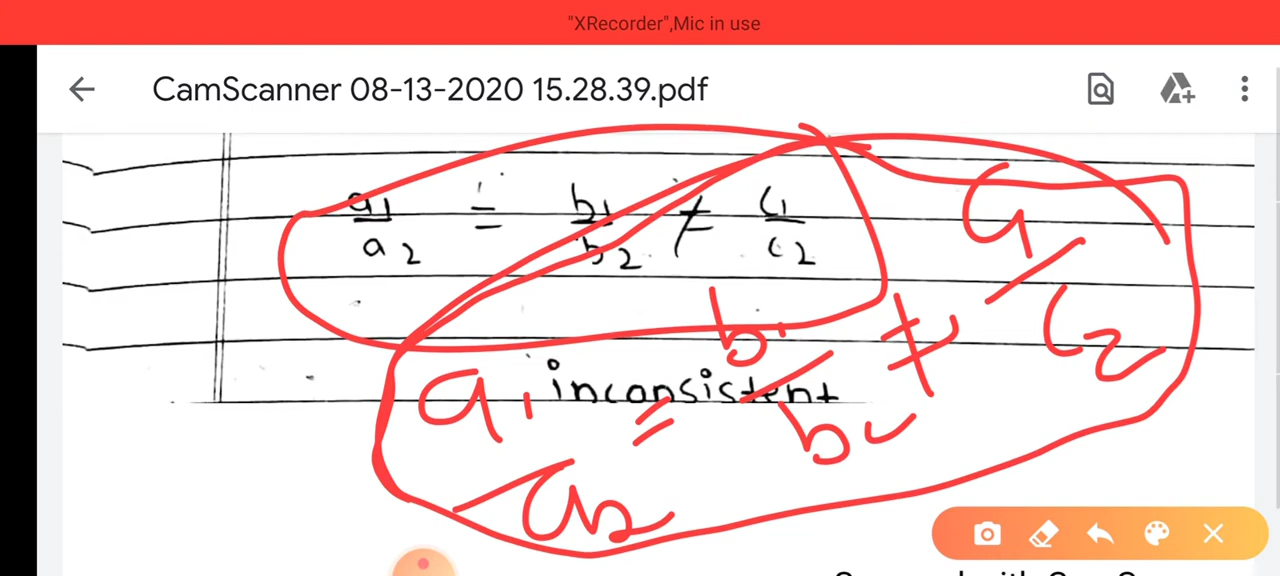 "XRecorder",Mic in use
CamScanner 08-13-2020 15.28.39.pdf
a1/a2 = b1/b2 ≠ c1/c2
inconsistent
a1/a2 = b1/b2 ≠ c1/c2